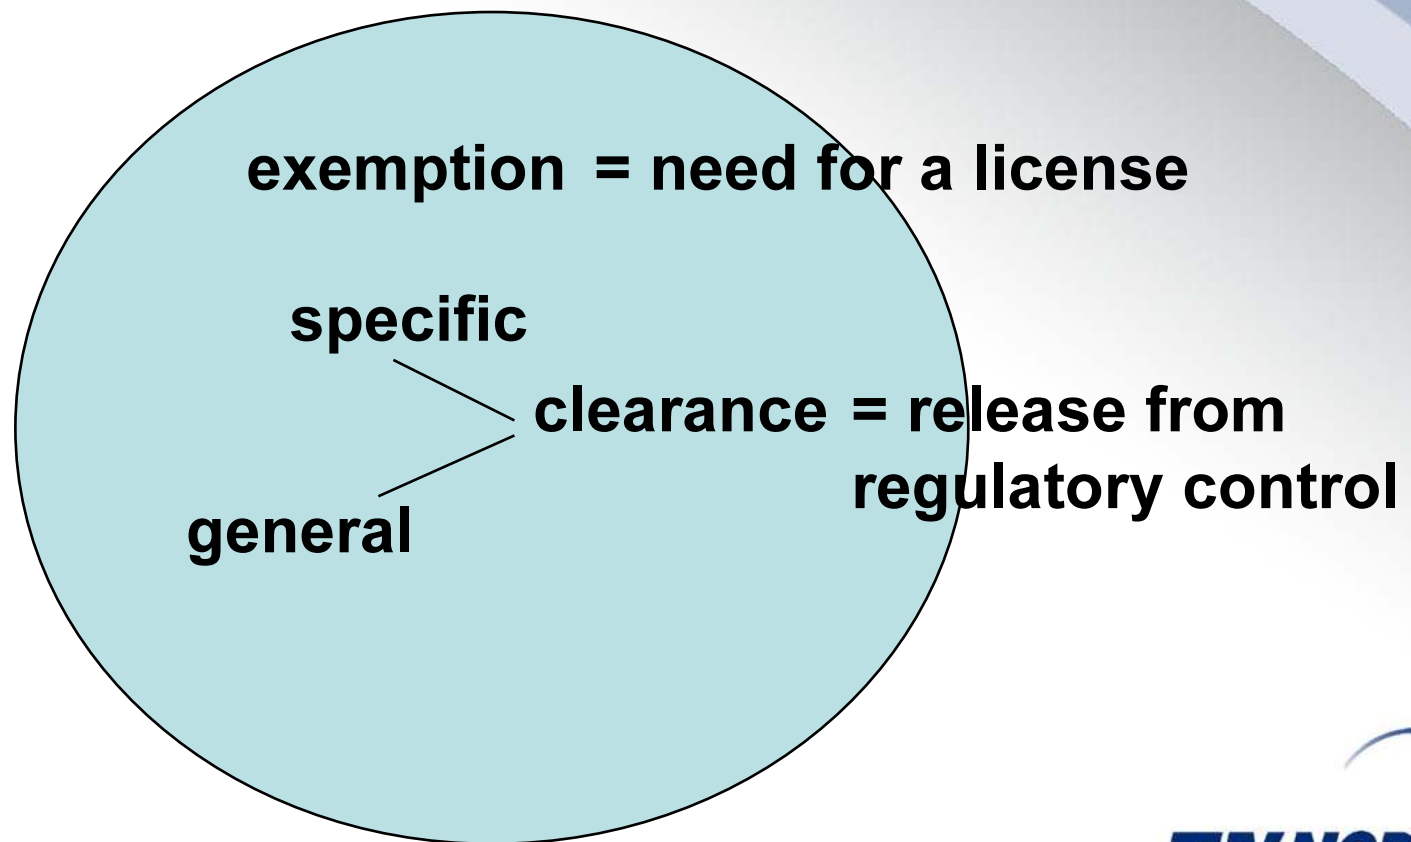 exemption = need for a license
specific
clearance = release from
regulatory control
general